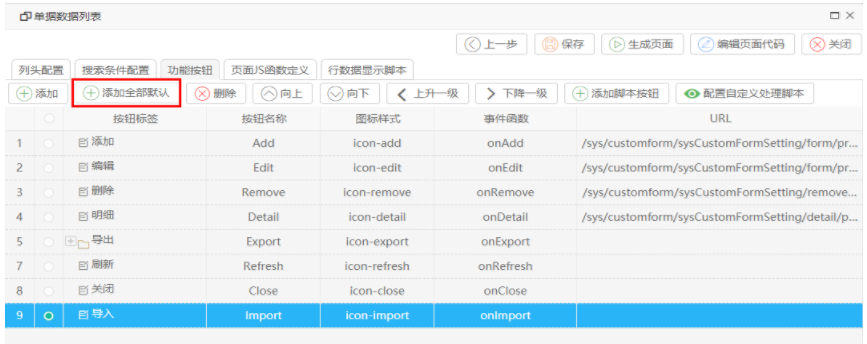 单据数据列表
上一步 保存 生成页面 编辑页面代码 关闭
列头配置 搜索条件配置 功能按钮 页面JS函数定义 行数据显示脚本
添加 添加全部默认 删除 向上 向下 上升一级 下降一级 添加脚本按钮 配置自定义处理脚本
按钮标签 按钮名称 图标样式 事件函数 URL
1 添加 Add icon-add onAdd /sys/customform/sysCustomFormSetting/form/pr...
2 编辑 Edit icon-edit onEdit /sys/customform/sysCustomFormSetting/form/pr...
3 删除 Remove icon-remove onRemove /sys/customform/sysCustomFormSetting/remove...
4 明细 Detail icon-detail onDetail /sys/customform/sysCustomFormSetting/detail/p...
5 导出 Export icon-export onExport
7 刷新 Refresh icon-refresh onRefresh
8 关闭 Close icon-close onClose
9 导入 Import icon-import onImport